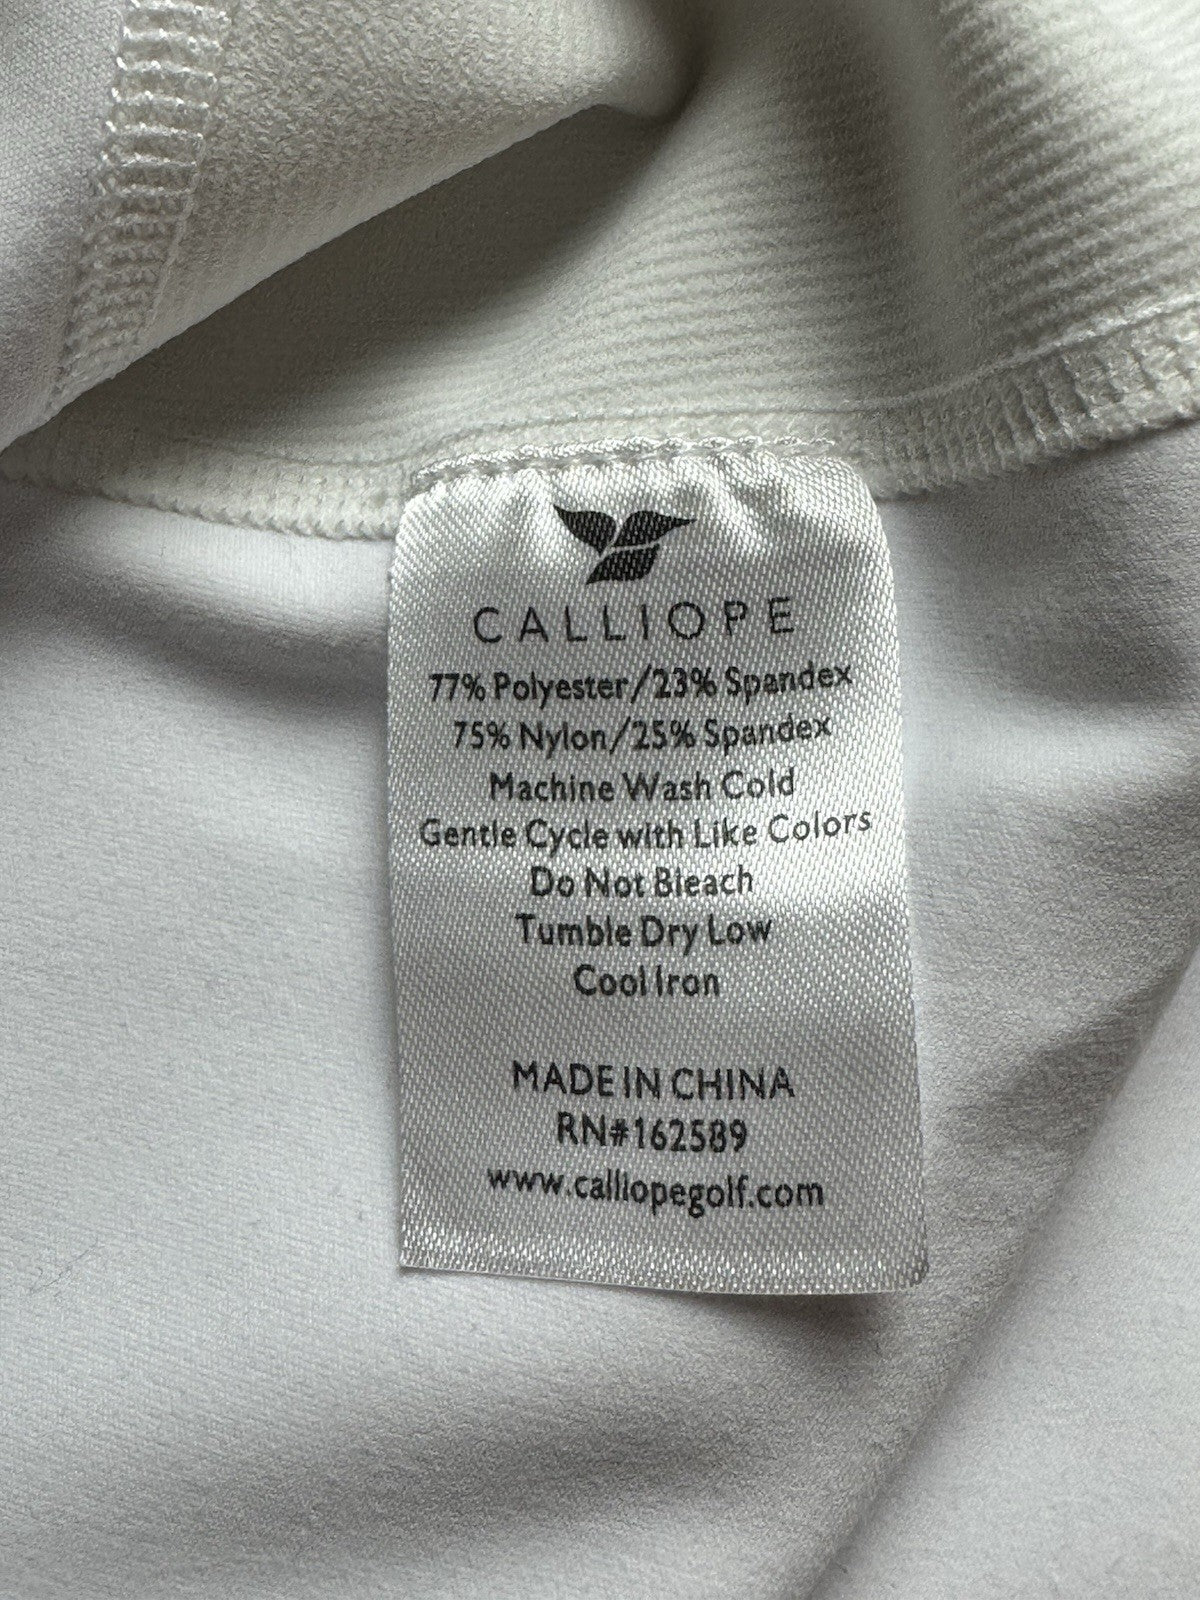 CALLIOPE
77% Polyester/23% Spandex
75% Nylon/25% Spandex
Machine Wash Cold
Gentle Cycle with Like Colors
Do Not Bleach
Tumble Dry Low
Cool Iron
MADE IN CHINA
RN#162589
www.calliopegolf.com